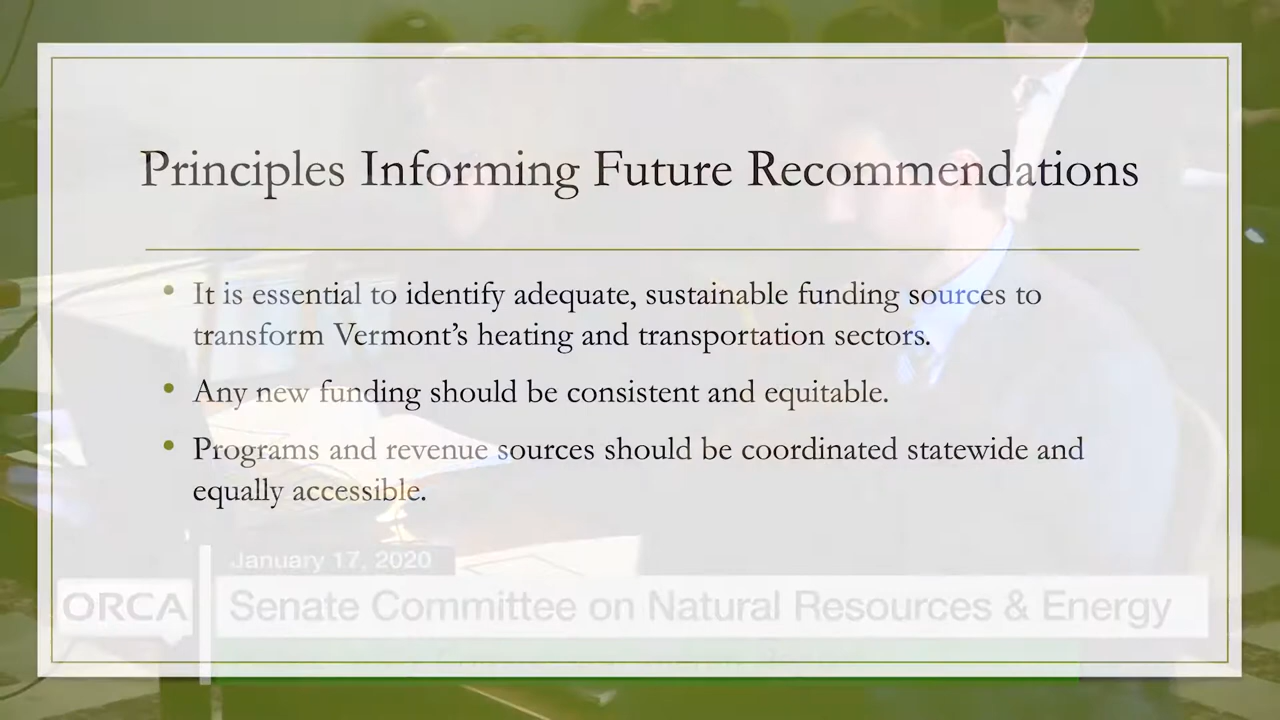 Principles Informing Future Recommendations
• It is essential to identify adequate, sustainable funding sources to
transform Vermont’s heating and transportation sectors.
• Any new funding should be consistent and equitable.
• Programs and revenue sources should be coordinated statewide and
equally accessible.
January 17, 2020
ORCA
Senate Committee on Natural Resources & Energy